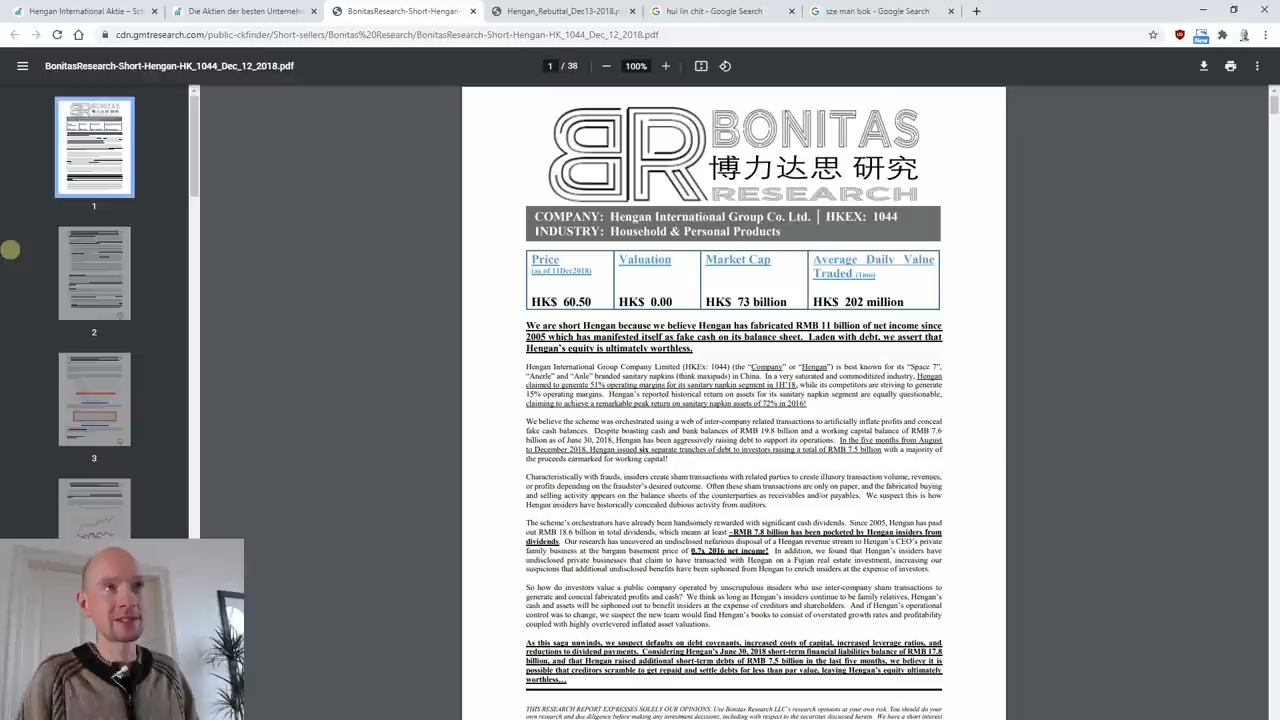 Hengan International Aktie – Sch
Die Aktien der besten Unterneh
BonitasResearch-Short-Hengan-
Hengan_Rebuttal_Dec13-2018.p
hui lin chit - Google Search
sze man bok - Google Search
cdn.gmtresearch.com/public-ckfinder/Short-sellers/Bonitas%20Research/BonitasResearch-Short-Hengan-HK_1044_Dec_12_2018.pdf
New
BonitasResearch-Short-Hengan-HK_1044_Dec_12_2018.pdf
1 / 38
100%
1
2
3
BR BONITAS
博力达思 研究
RESEARCH
COMPANY: Hengan International Group Co. Ltd. │ HKEX: 1044
INDUSTRY: Household & Personal Products
Price (as of 11Dec2018) Valuation Market Cap Average Daily Value Traded (1mo)
HK$ 60.50 HK$ 0.00 HK$ 73 billion HK$ 202 million
We are short Hengan because we believe Hengan has fabricated RMB 11 billion of net income since
2005 which has manifested itself as fake cash on its balance sheet. Laden with debt, we assert that
Hengan's equity is ultimately worthless.
Hengan International Group Company Limited (HKEx: 1044) (the "Company" or "Hengan") is best known for its "Space 7",
"Anerle" and "Anle" branded sanitary napkins (think maxipads) in China. In a very saturated and commoditized industry, Hengan
claimed to generate 51% operating margins for its sanitary napkin segment in 1H'18, while its competitors are striving to generate
15% operating margins. Hengan's reported historical return on assets for its sanitary napkin segment are equally questionable,
claiming to achieve a remarkable peak return on sanitary napkin assets of 72% in 2016!
We believe the scheme was orchestrated using a web of inter-company related transactions to artificially inflate profits and conceal
fake cash balances. Despite boasting cash and bank balances of RMB 19.8 billion and a working capital balance of RMB 7.6
billion as of June 30, 2018, Hengan has been aggressively raising debt to support its operations. In the five months from August
to December 2018, Hengan issued six separate tranches of debt to investors raising a total of RMB 7.5 billion with a majority of
the proceeds earmarked for working capital!
Characteristically with frauds, insiders create sham transactions with related parties to create illusory transaction volume, revenues,
or profits depending on the fraudster's desired outcome. Often these sham transactions are only on paper, and the fabricated buying
and selling activity appears on the balance sheets of the counterparties as receivables and/or payables. We suspect this is how
Hengan insiders have historically concealed dubious activity from auditors.
The scheme's orchestrators have already been handsomely rewarded with significant cash dividends. Since 2005, Hengan has paid
out RMB 18.6 billion in total dividends, which means at least ~RMB 7.8 billion has been pocketed by Hengan insiders from
dividends. Our research has uncovered an undisclosed nefarious disposal of a Hengan revenue stream to Hengan's CEO's private
family business at the bargain basement price of 0.7x 2016 net income! In addition, we found that Hengan's insiders have
undisclosed private businesses that claim to have transacted with Hengan on a Fujian real estate investment, increasing our
suspicions that additional undisclosed benefits have been siphoned from Hengan to enrich insiders at the expense of investors.
So how do investors value a public company operated by unscrupulous insiders who use inter-company sham transactions to
generate and conceal fabricated profits and cash? We think as long as Hengan's insiders continue to be family relatives, Hengan's
cash and assets will be siphoned out to benefit insiders at the expense of creditors and shareholders. And if Hengan's operational
control was to change, we suspect the new team would find Hengan's books to consist of overstated growth rates and profitability
coupled with highly overlevered inflated asset valuations.
As this saga unwinds, we suspect defaults on debt covenants, increased costs of capital, increased leverage ratios, and
reductions to dividend payments. Considering Hengan's June 30, 2018 short-term financial liabilities balance of RMB 17.8
billion, and that Hengan raised additional short-term debts of RMB 7.5 billion in the last five months, we believe it is
possible that creditors scramble to get repaid and settle debts for less than par value, leaving Hengan's equity ultimately
worthless…
THIS RESEARCH REPORT EXPRESSES SOLELY OUR OPINIONS. Use Bonitas Research LLC's research opinions at your own risk. You should do your
own research and due diligence before making any investment decisions, including with respect to the securities discussed herein. We have a short interest